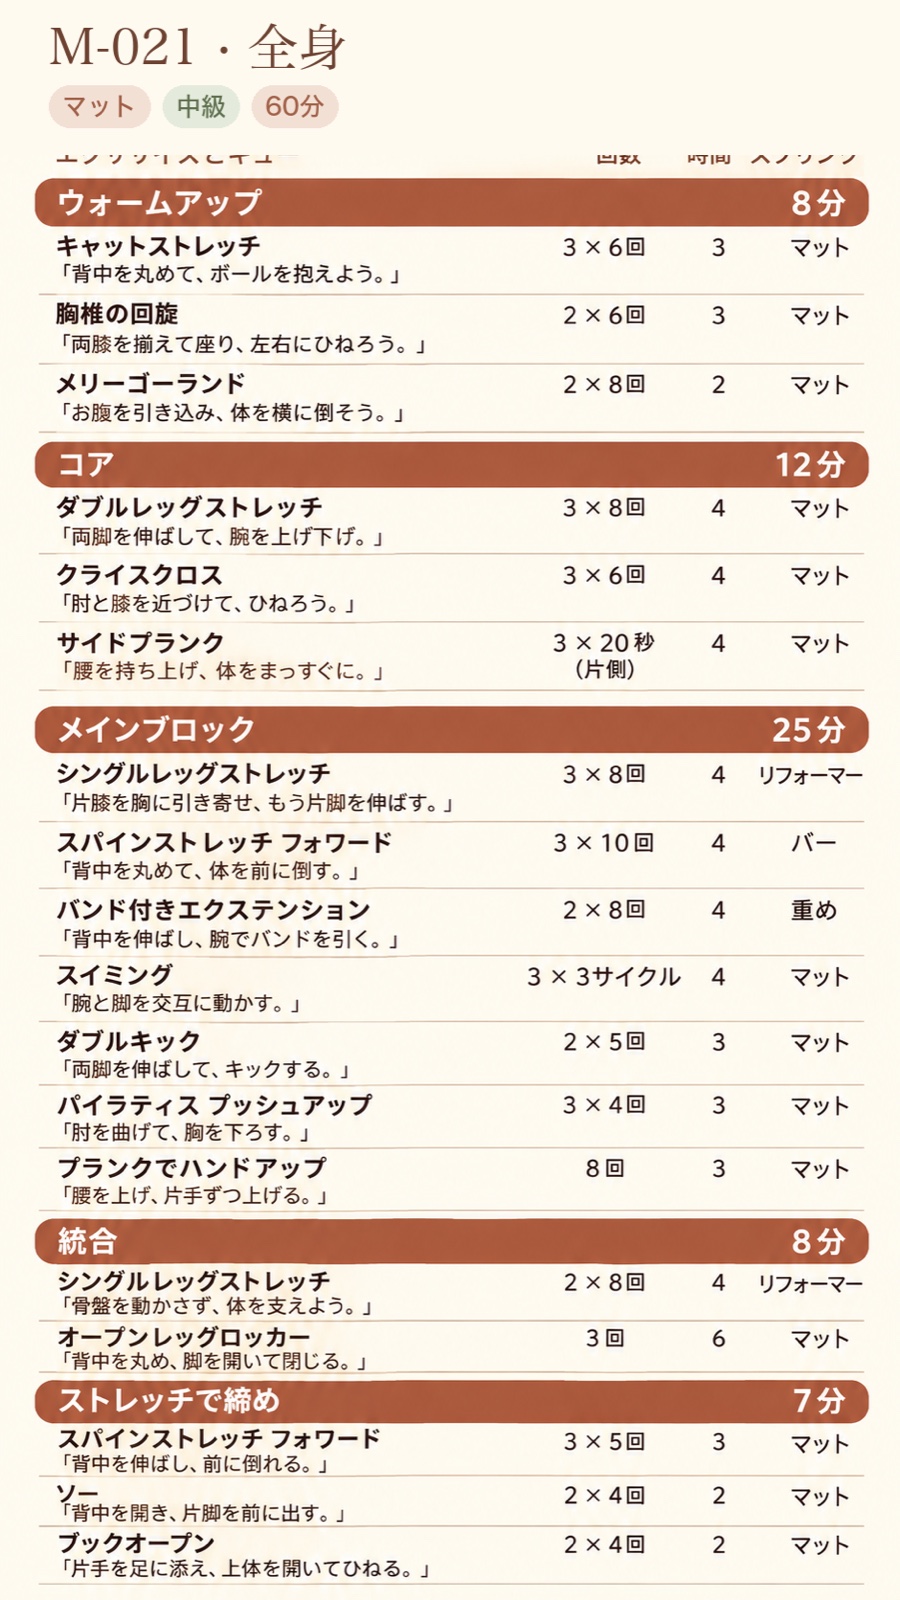 M-021・全身
マット 中級 60分
エクササイズとキュー 回数 時間 スプリング
ウォームアップ 8分
キャットストレッチ 3 × 6回 3 マット
「背中を丸めて、ボールを抱えよう。」
胸椎の回旋 2 × 6回 3 マット
「両膝を揃えて座り、左右にひねろう。」
メリーゴーランド 2 × 8回 2 マット
「お腹を引き込み、体を横に倒そう。」
コア 12分
ダブルレッグストレッチ 3 × 8回 4 マット
「両脚を伸ばして、腕を上げ下げ。」
クライスクロス 3 × 6回 4 マット
「肘と膝を近づけて、ひねろう。」
サイドプランク 3 × 20秒 4 マット
（片側）
「腰を持ち上げ、体をまっすぐに。」
メインブロック 25分
シングルレッグストレッチ 3 × 8回 4 リフォーマー
「片膝を胸に引き寄せ、もう片脚を伸ばす。」
スパインストレッチ フォワード 3 × 10回 4 バー
「背中を丸めて、体を前に倒す。」
バンド付きエクステンション 2 × 8回 4 重め
「背中を伸ばし、腕でバンドを引く。」
スイミング 3 × 3サイクル 4 マット
「腕と脚を交互に動かす。」
ダブルキック 2 × 5回 3 マット
「両脚を伸ばして、キックする。」
パイラティス プッシュアップ 3 × 4回 3 マット
「肘を曲げて、胸を下ろす。」
プランクでハンドアップ 8回 3 マット
「腰を上げ、片手ずつ上げる。」
統合 8分
シングルレッグストレッチ 2 × 8回 4 リフォーマー
「骨盤を動かさず、体を支えよう。」
オープンレッグロッカー 3回 6 マット
「背中を丸め、脚を開いて閉じる。」
ストレッチで締め 7分
スパインストレッチ フォワード 3 × 5回 3 マット
「背中を伸ばし、前に倒れる。」
ソー 2 × 4回 2 マット
「背中を開き、片脚を前に出す。」
ブックオープン 2 × 4回 2 マット
「片手を足に添え、上体を開いてひねる。」